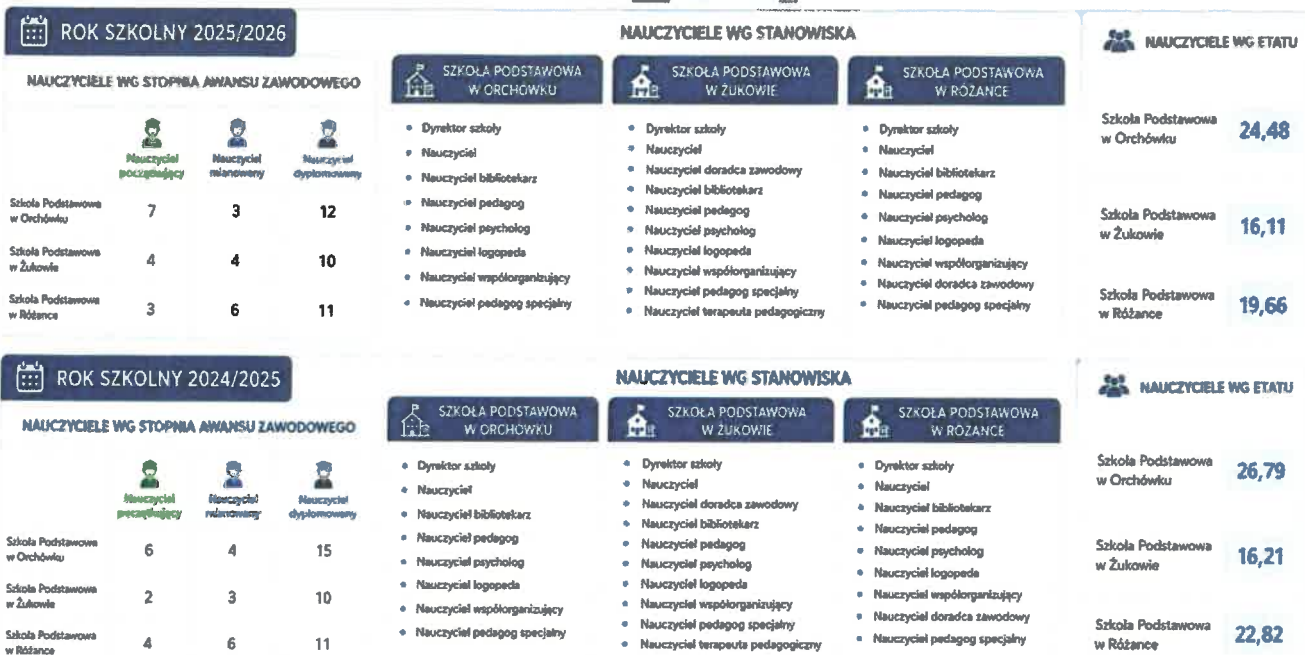 ROK SZKOLNY 2025/2026
NAUCZYCIELE WG STOPNIA AWANSU ZAWODOWEGO
Nauczyciel początkujący
Nauczyciel mianowany
Nauczyciel dyplomowany
Szkoła Podstawowa w Orchówku 7 3 12
Szkoła Podstawowa w Żukowie 4 4 10
Szkoła Podstawowa w Różance 3 6 11
NAUCZYCIELE WG STANOWISKA
SZKOŁA PODSTAWOWA
W ORCHÓWKU
Dyrektor szkoły
Nauczyciel
Nauczyciel bibliotekarz
Nauczyciel pedagog
Nauczyciel psycholog
Nauczyciel logopeda
Nauczyciel współorganizujący
Nauczyciel pedagog specjalny
SZKOŁA PODSTAWOWA
W ŻUKOWIE
Dyrektor szkoły
Nauczyciel
Nauczyciel doradca zawodowy
Nauczyciel bibliotekarz
Nauczyciel pedagog
Nauczyciel psycholog
Nauczyciel logopeda
Nauczyciel współorganizujący
Nauczyciel pedagog specjalny
Nauczyciel terapeuta pedagogiczny
SZKOŁA PODSTAWOWA
W RÓŻANCE
Dyrektor szkoły
Nauczyciel
Nauczyciel bibliotekarz
Nauczyciel pedagog
Nauczyciel psycholog
Nauczyciel logopeda
Nauczyciel współorganizujący
Nauczyciel doradca zawodowy
Nauczyciel pedagog specjalny
NAUCZYCIELE WG ETATU
Szkoła Podstawowa
w Orchówku 24,48
Szkoła Podstawowa
w Żukowie 16,11
Szkoła Podstawowa
w Różance 19,66
ROK SZKOLNY 2024/2025
NAUCZYCIELE WG STOPNIA AWANSU ZAWODOWEGO
Nauczyciel początkujący
Nauczyciel mianowany
Nauczyciel dyplomowany
Szkoła Podstawowa w Orchówku 6 4 15
Szkoła Podstawowa w Żukowie 2 3 10
Szkoła Podstawowa w Różance 4 6 11
NAUCZYCIELE WG STANOWISKA
SZKOŁA PODSTAWOWA
W ORCHÓWKU
Dyrektor szkoły
Nauczyciel
Nauczyciel bibliotekarz
Nauczyciel pedagog
Nauczyciel psycholog
Nauczyciel logopeda
Nauczyciel współorganizujący
Nauczyciel pedagog specjalny
SZKOŁA PODSTAWOWA
W ŻUKOWIE
Dyrektor szkoły
Nauczyciel
Nauczyciel doradca zawodowy
Nauczyciel bibliotekarz
Nauczyciel pedagog
Nauczyciel psycholog
Nauczyciel logopeda
Nauczyciel współorganizujący
Nauczyciel pedagog specjalny
Nauczyciel terapeuta pedagogiczny
SZKOŁA PODSTAWOWA
W RÓŻANCE
Dyrektor szkoły
Nauczyciel
Nauczyciel bibliotekarz
Nauczyciel pedagog
Nauczyciel psycholog
Nauczyciel logopeda
Nauczyciel współorganizujący
Nauczyciel doradca zawodowy
Nauczyciel pedagog specjalny
NAUCZYCIELE WG ETATU
Szkoła Podstawowa
w Orchówku 26,79
Szkoła Podstawowa
w Żukowie 16,21
Szkoła Podstawowa
w Różance 22,82